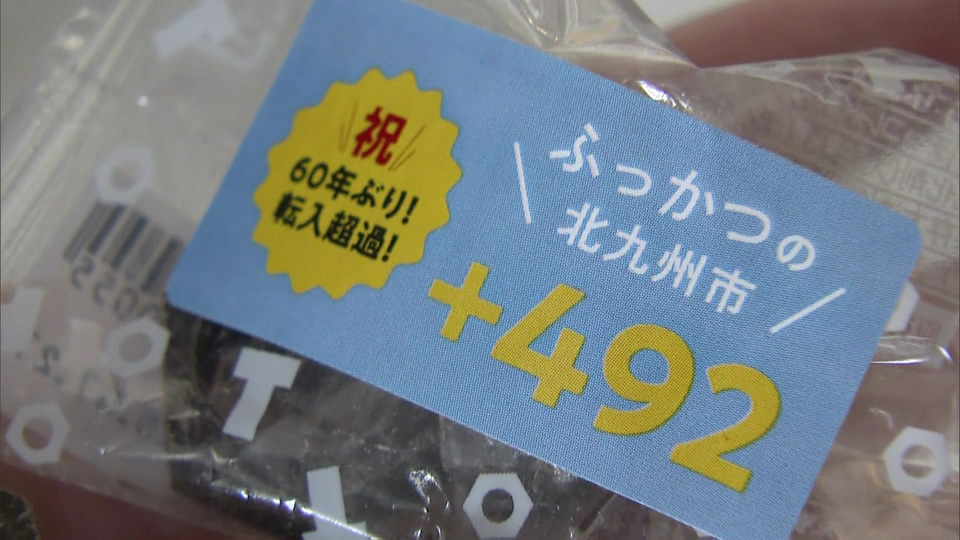 祝
60年ぶり!
転入超過!
ふっかつの
北九州市
+492